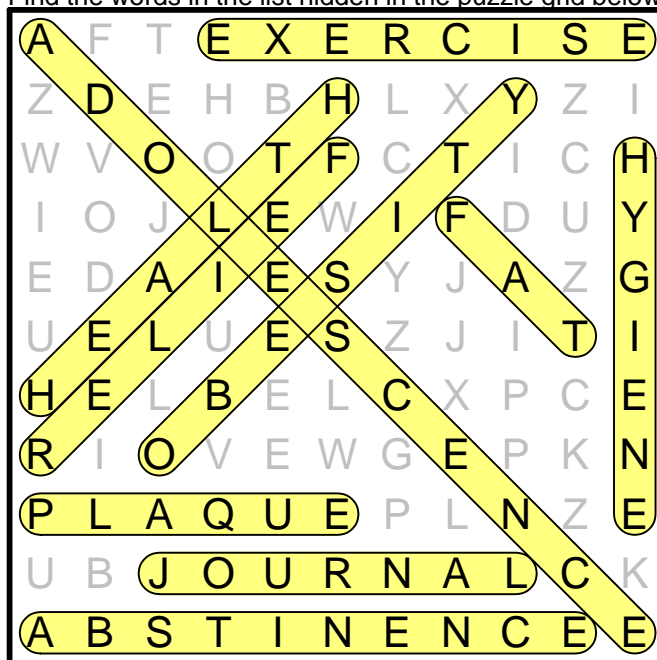 Find the words in the list hidden in the puzzle grid below
A F T E X E R C I S E
Z D E H B H L X Y Z I
W V O O T F C T I C H
I O J L E W I F D U Y
E D A I E S Y J A Z G
U E L U E S Z J I T I
H E L B E L C X P C E
R I O V E W G E P K N
P L A Q U E P L N Z E
U B J O U R N A L C K
A B S T I N E N C E E